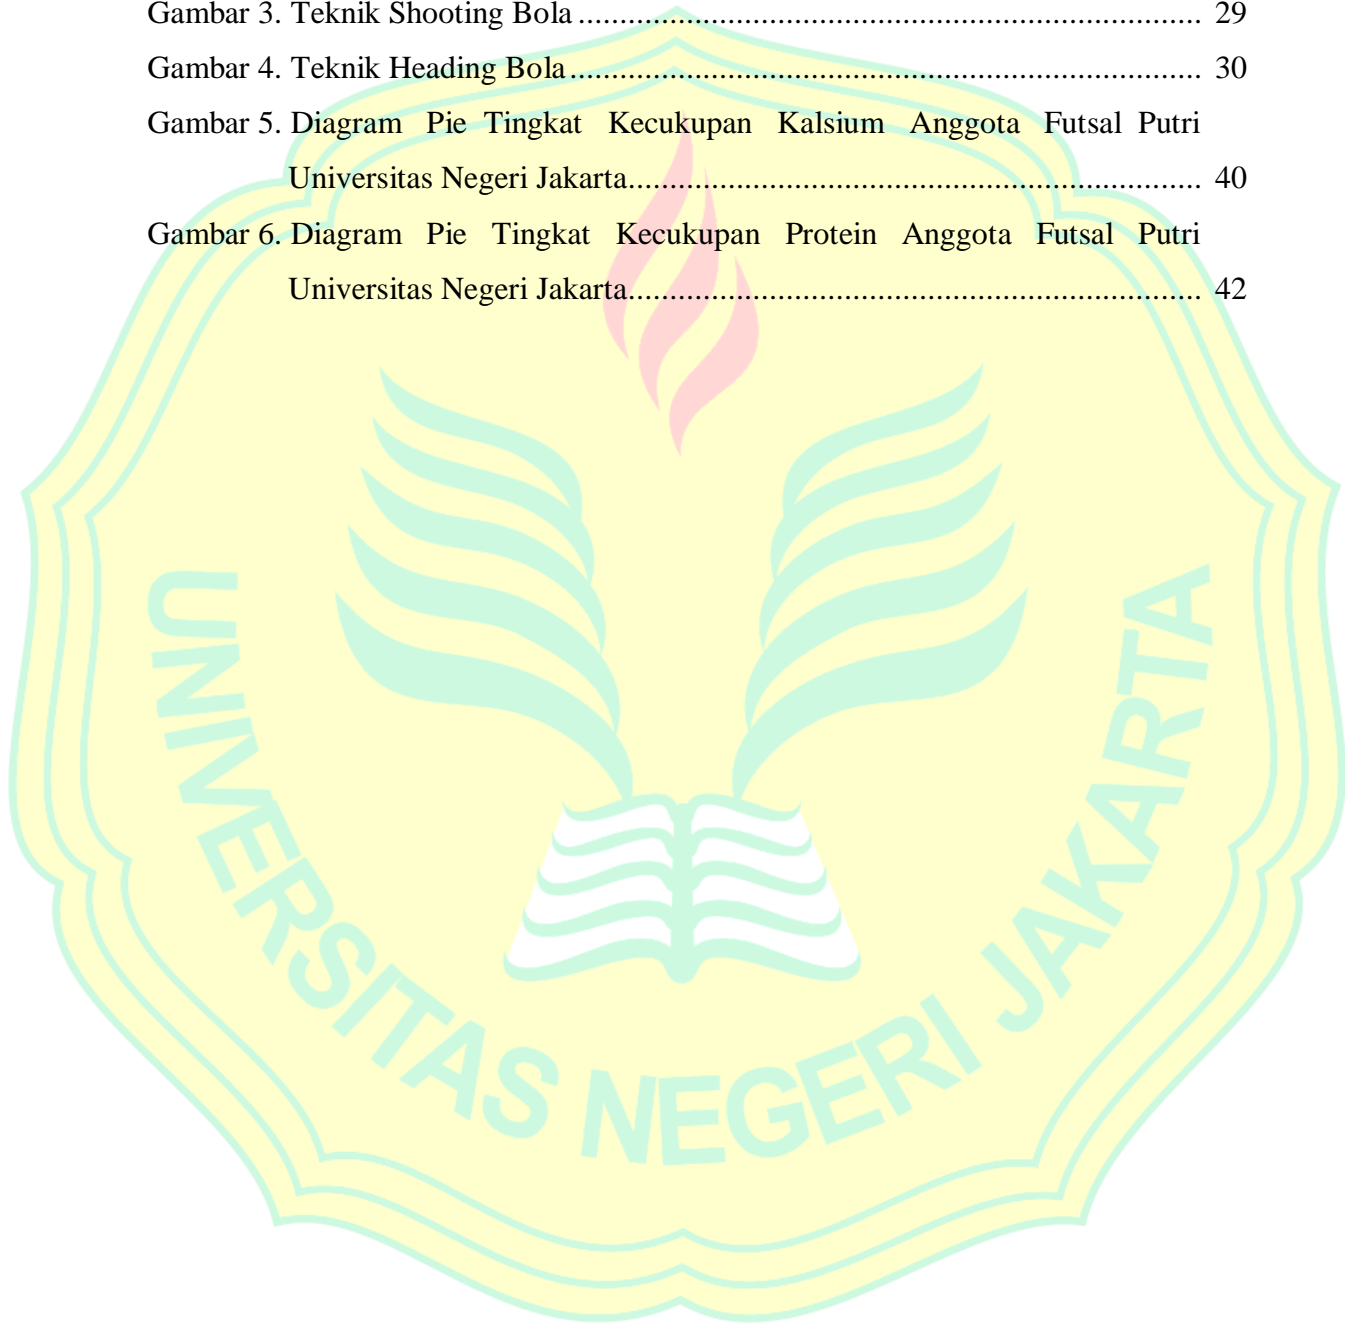 Gambar 3. Teknik Shooting Bola ........................................................................... 29
Gambar 4. Teknik Heading Bola ............................................................................ 30
Gambar 5. Diagram Pie Tingkat Kecukupan Kalsium Anggota Futsal Putri
Universitas Negeri Jakarta..................................................................... 40
Gambar 6. Diagram Pie Tingkat Kecukupan Protein Anggota Futsal Putri
Universitas Negeri Jakarta..................................................................... 42
UNIVERSITAS NEGERI JAKARTA